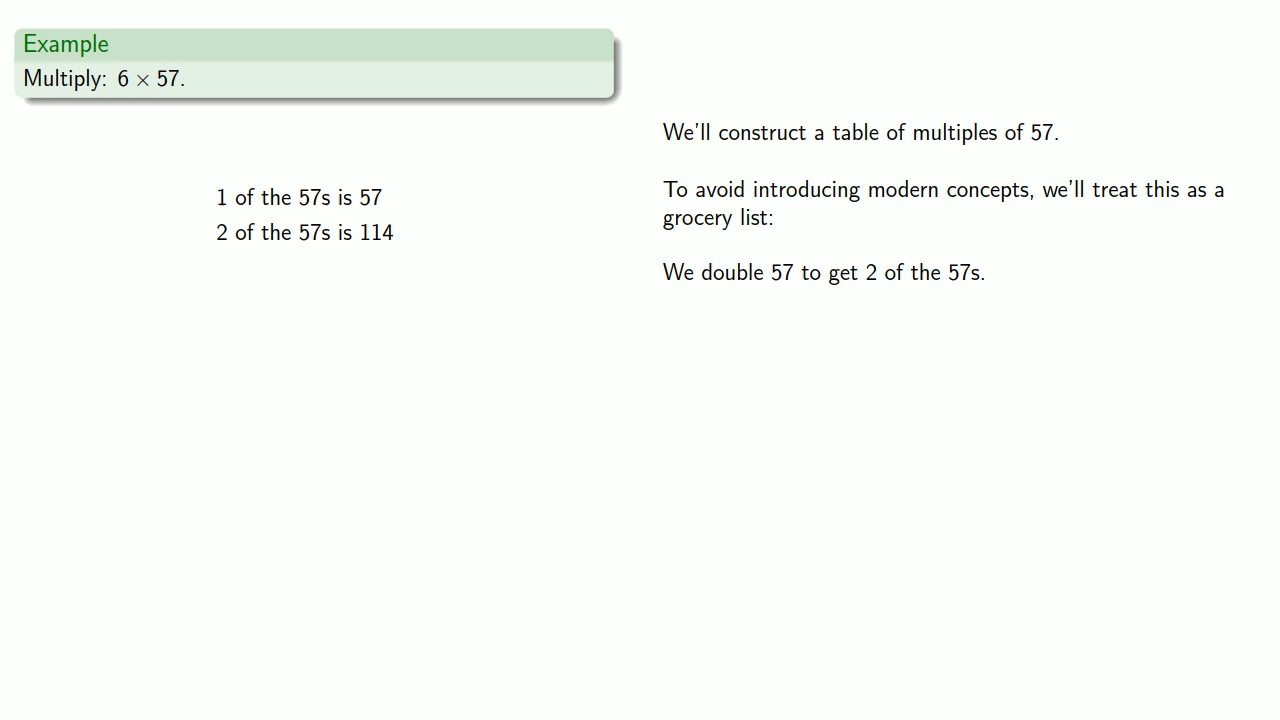 Example
Multiply: 6 × 57.
We'll construct a table of multiples of 57.
To avoid introducing modern concepts, we'll treat this as a
grocery list:
1 of the 57s is 57
2 of the 57s is 114
We double 57 to get 2 of the 57s.